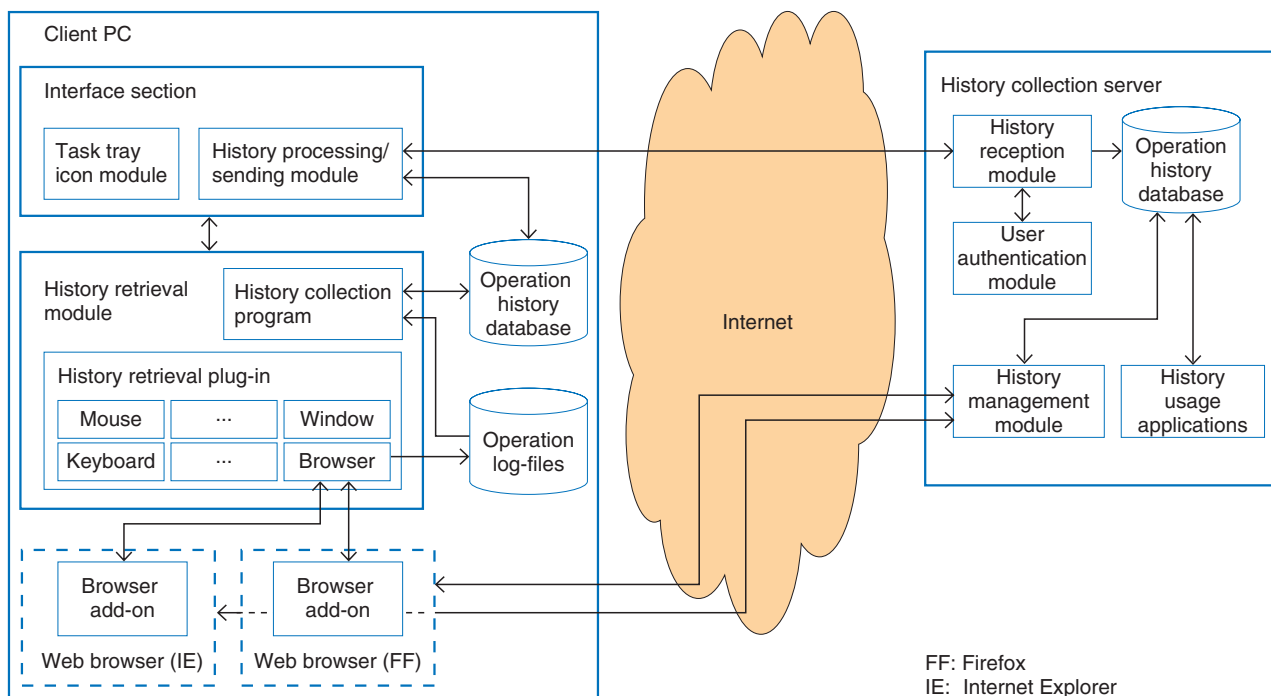 Client PC
Interface section
Task tray
icon module
History processing/
sending module
History retrieval
module
History collection
program
Operation
history
database
History retrieval plug-in
Mouse
...
Window
Keyboard
...
Browser
Operation
log-files
Browser
add-on
Web browser (IE)
Browser
add-on
Web browser (FF)
Internet
History collection server
History
reception
module
Operation
history
database
User
authentication
module
History
management
module
History
usage
applications
FF: Firefox
IE: Internet Explorer